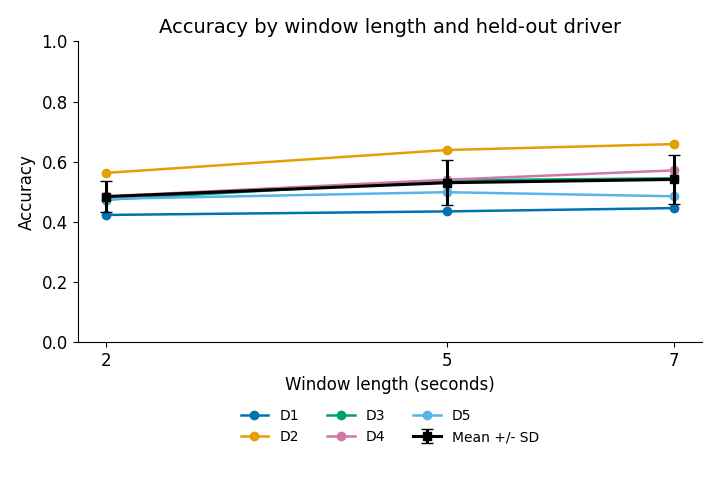 Accuracy by window length and held-out driver
1.0
0.8
0.6
0.4
0.2
0.0
Accuracy
2 5 7
Window length (seconds)
D1 D3 D5
D2 D4 Mean +/- SD